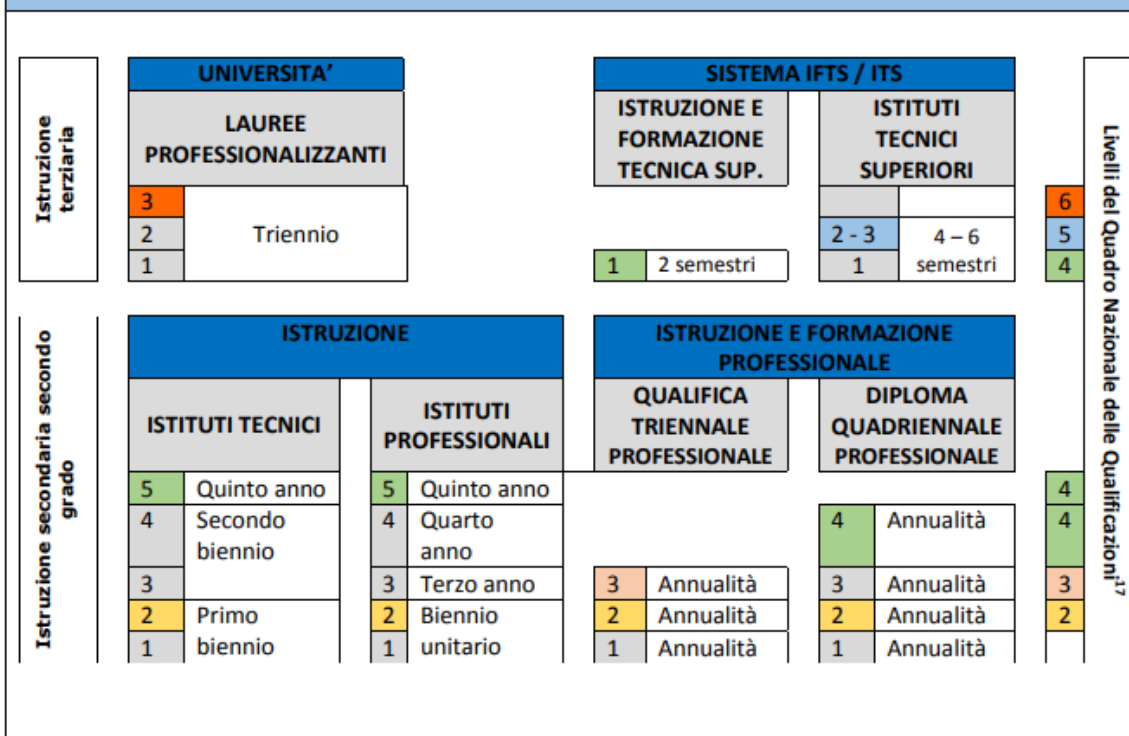 UNIVERSITA’
SISTEMA IFTS / ITS
Istruzione
terziaria
LAUREE
PROFESSIONALIZZANTI
ISTRUZIONE E
FORMAZIONE
TECNICA SUP.
ISTITUTI
TECNICI
SUPERIORI
3
6
2 Triennio
2 - 3 4 – 6
5
1
1 2 semestri
1 semestri
4
Livelli del Quadro Nazionale delle Qualificazioni17
Istruzione secondaria secondo
grado
ISTRUZIONE
ISTRUZIONE E FORMAZIONE
PROFESSIONALE
ISTITUTI TECNICI
ISTITUTI
PROFESSIONALI
QUALIFICA
TRIENNALE
PROFESSIONALE
DIPLOMA
QUADRIENNALE
PROFESSIONALE
5 Quinto anno
5 Quinto anno
4
4 Secondo
biennio
4 Quarto
anno
4 Annualità
4
3
3 Terzo anno
3 Annualità
3 Annualità
3
2 Primo
2 Biennio
2 Annualità
2 Annualità
2
1 biennio
1 unitario
1 Annualità
1 Annualità